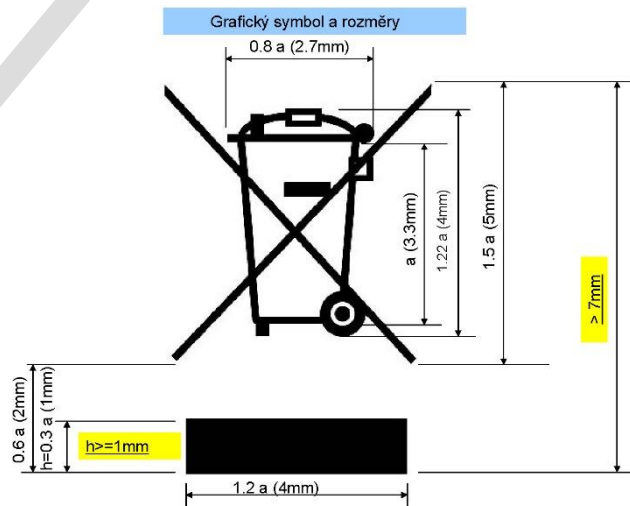 Grafický symbol a rozměry
0.8 a (2.7mm)
a (3.3mm)
1.22 a (4mm)
1.5 a (5mm)
> 7mm
0.6 a (2mm)
h=0.3 a (1mm)
h>=1mm
1.2 a (4mm)